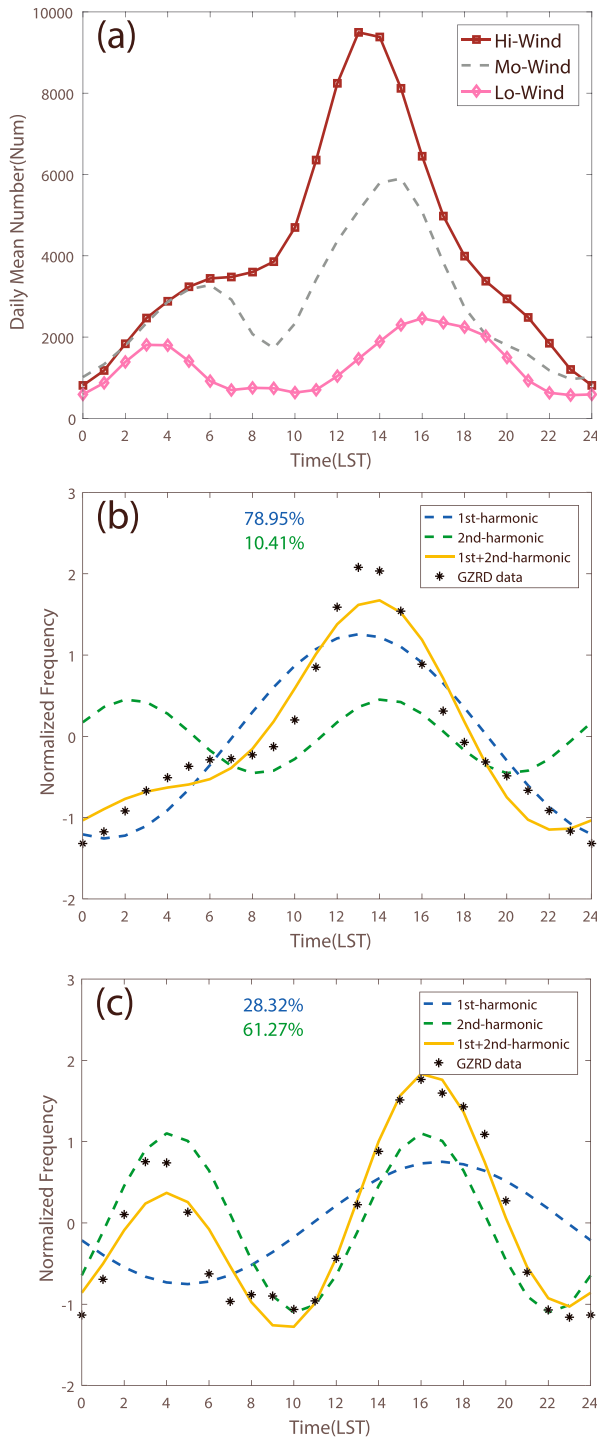 (a)
Hi-Wind
Mo-Wind
Lo-Wind
Daily Mean Number(Num)
10000
8000
6000
4000
2000
0
0 2 4 6 8 10 12 14 16 18 20 22 24
Time(LST)
(b)
78.95%
10.41%
1st-harmonic
2nd-harmonic
1st+2nd-harmonic
GZRD data
Normalized Frequency
3
2
1
0
-1
-2
0 2 4 6 8 10 12 14 16 18 20 22 24
Time(LST)
(c)
28.32%
61.27%
1st-harmonic
2nd-harmonic
1st+2nd-harmonic
GZRD data
Normalized Frequency
3
2
1
0
-1
-2
0 2 4 6 8 10 12 14 16 18 20 22 24
Time(LST)